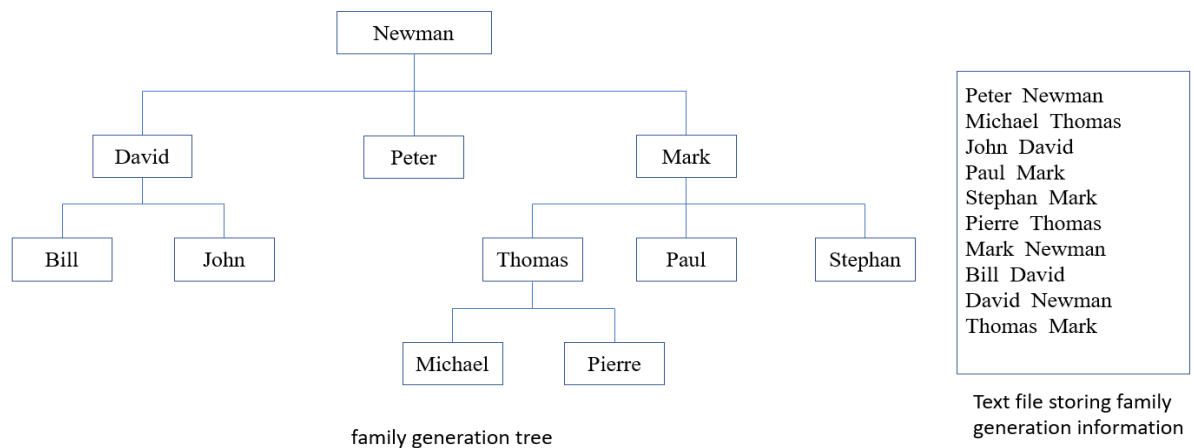 Newman
David
Peter
Mark
Bill
John
Thomas
Paul
Stephan
Michael
Pierre
family generation tree
Peter Newman
Michael Thomas
John David
Paul Mark
Stephan Mark
Pierre Thomas
Mark Newman
Bill David
David Newman
Thomas Mark
Text file storing family
generation information